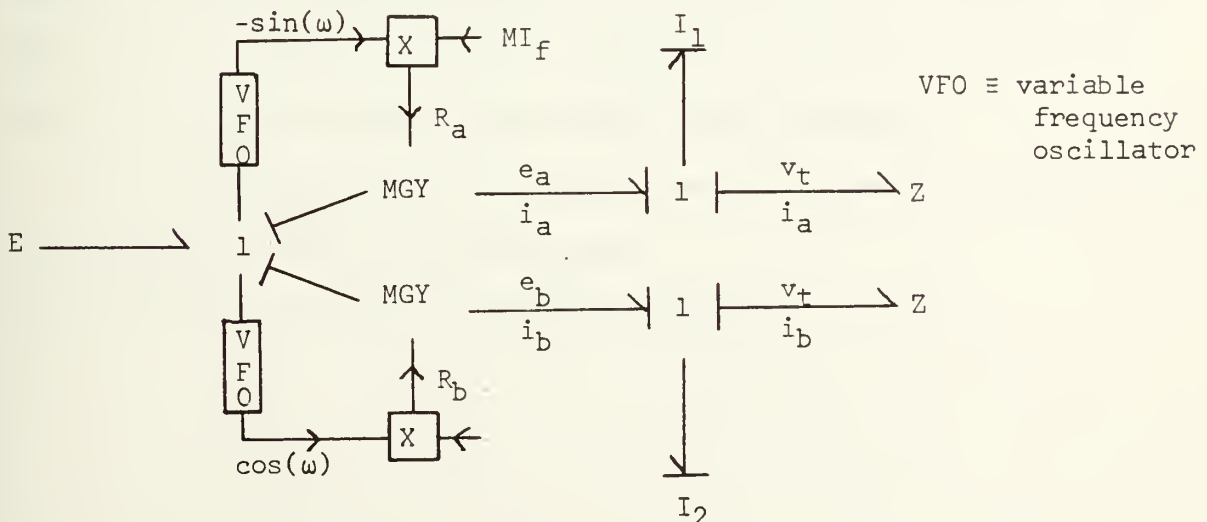 -sin(ω)
X
MI_f
I_1
VFO ≡ variable
frequency
oscillator
V
F
O
R_a
MGY
e_a
i_a
1
v_t
i_a
Z
E
1
MGY
e_b
i_b
1
v_t
i_b
Z
V
F
O
R_b
X
cos(ω)
I_2